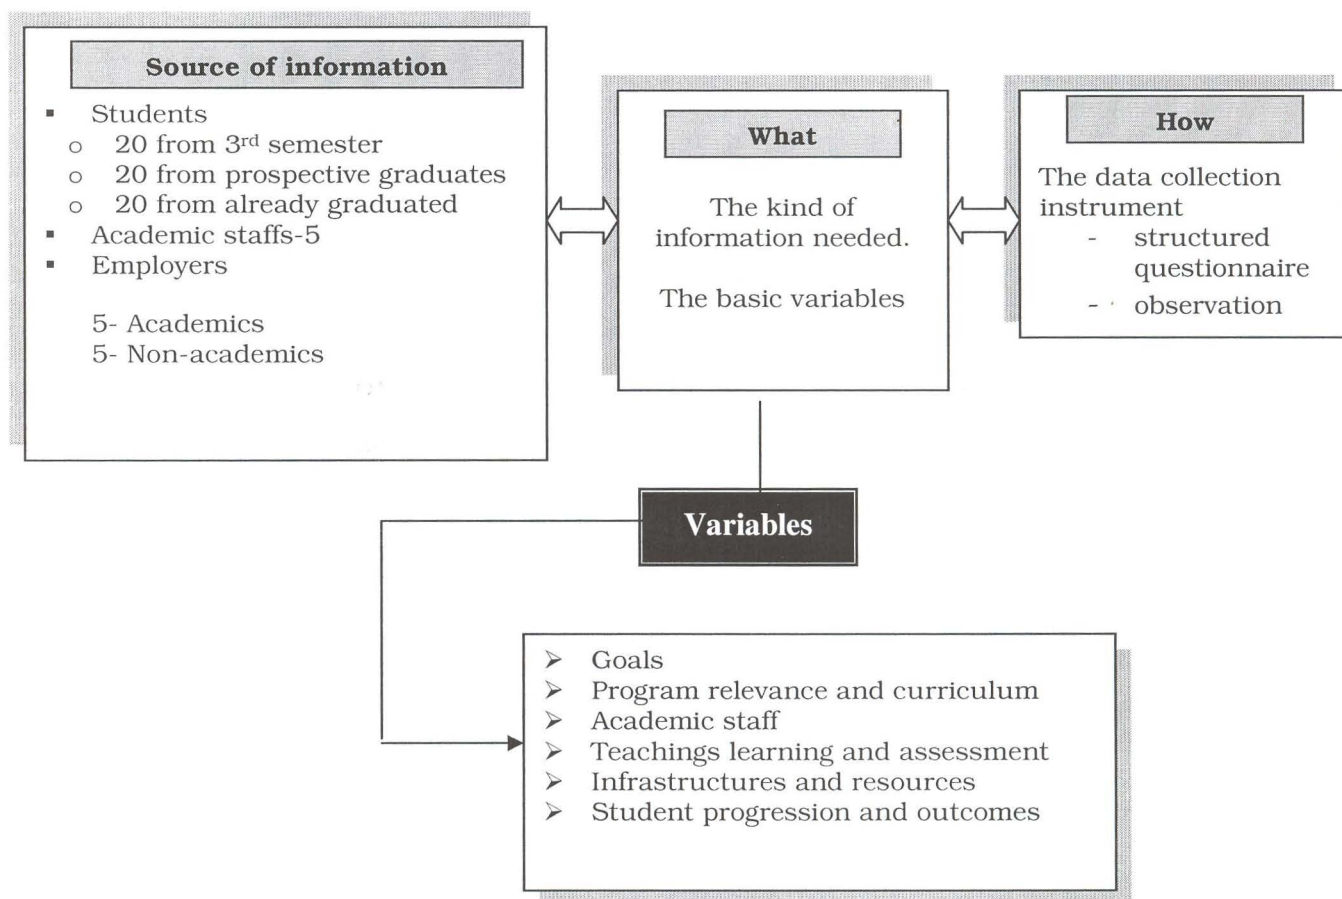 Source of information
▪ Students
o 20 from 3rd semester
o 20 from prospective graduates
o 20 from already graduated
▪ Academic staffs-5
▪ Employers
5- Academics
5- Non-academics
What
The kind of
information needed.
The basic variables
How
The data collection
instrument
- structured
questionnaire
- observation
Variables
➢ Goals
➢ Program relevance and curriculum
➢ Academic staff
➢ Teachings learning and assessment
➢ Infrastructures and resources
➢ Student progression and outcomes